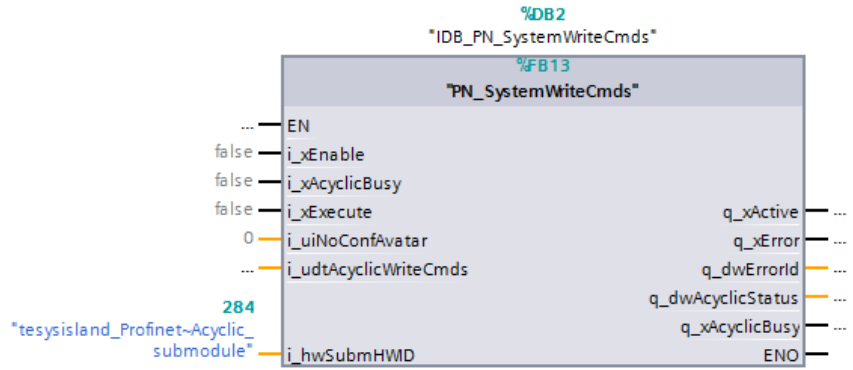 %DB2
"IDB_PN_SystemWriteCmds"
%FB13
"PN_SystemWriteCmds"
... EN
false i_xEnable
false i_xAcyclicBusy
false i_xExecute q_xActive ...
0 i_uiNoConfAvatar q_xError ...
... i_udtAcyclicWriteCmds q_dwErrorId ...
284 q_dwAcyclicStatus ...
"tesysisland_Profinet~Acyclic_ q_xAcyclicBusy ...
submodule" i_hwSubmHWID ENO